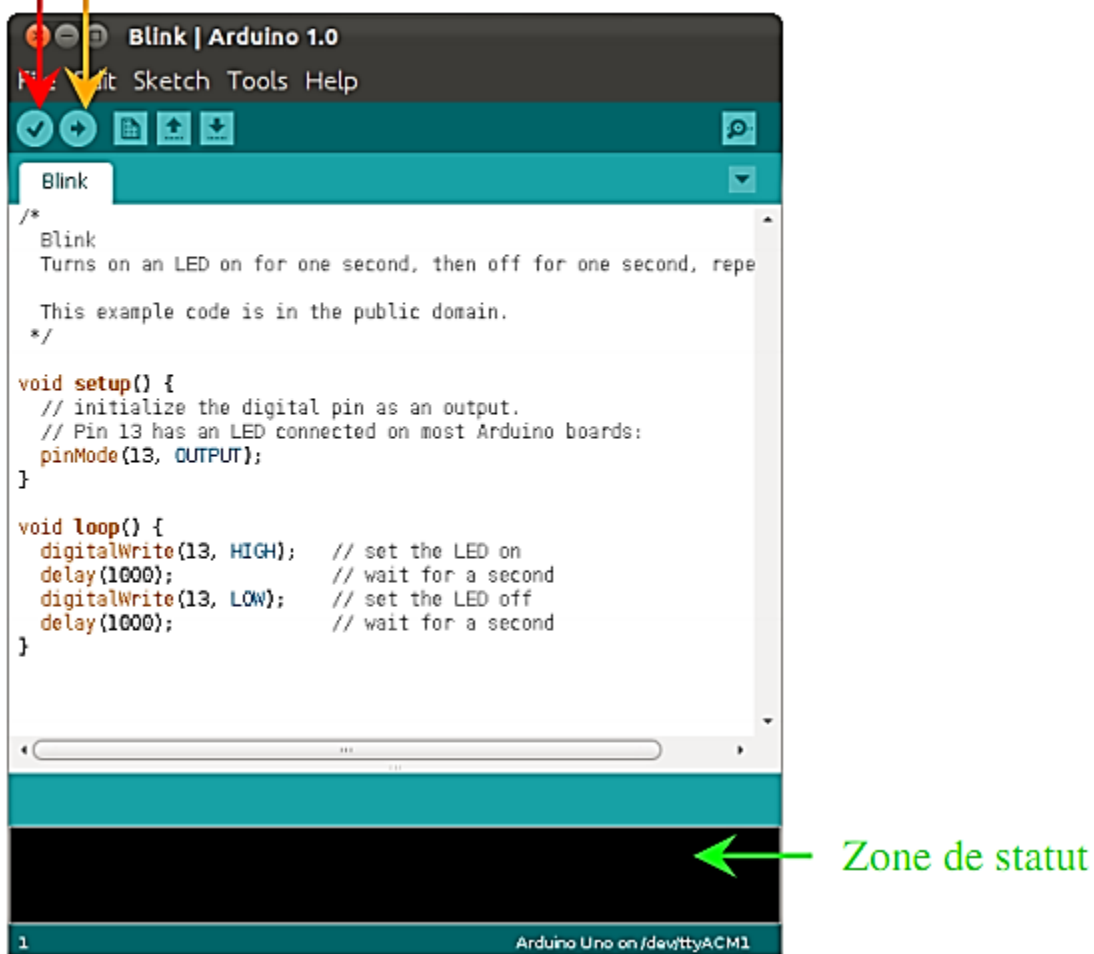 Blink | Arduino 1.0
Sketch Tools Help
Blink
/*
Blink
Turns on an LED on for one second, then off for one second, repe
This example code is in the public domain.
*/
void setup() {
// initialize the digital pin as an output.
// Pin 13 has an LED connected on most Arduino boards:
pinMode(13, OUTPUT);
}
void loop() {
digitalWrite(13, HIGH); // set the LED on
delay(1000); // wait for a second
digitalWrite(13, LOW); // set the LED off
delay(1000); // wait for a second
}
Zone de statut
1 Arduino Uno on /dev/ttyACM1